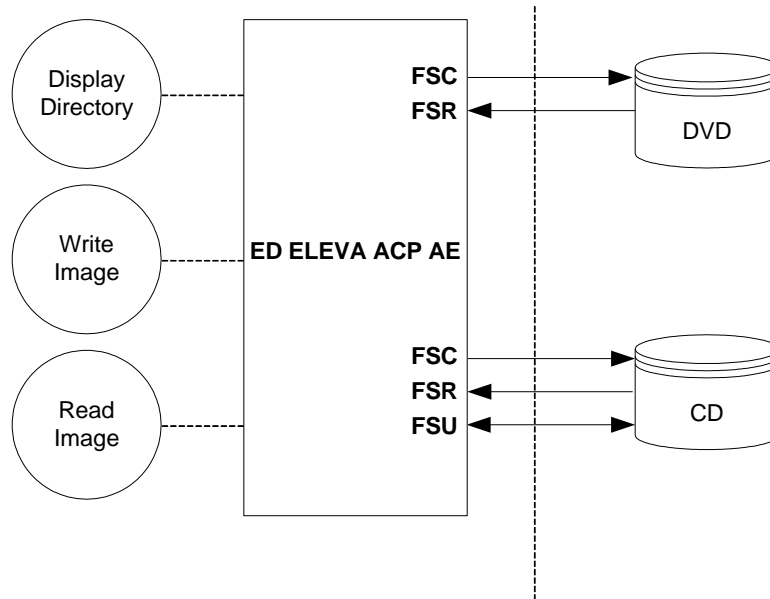 Display
Directory
FSC
FSR
DVD
Write
Image
ED ELEVA ACP AE
Read
Image
FSC
FSR
FSU
CD